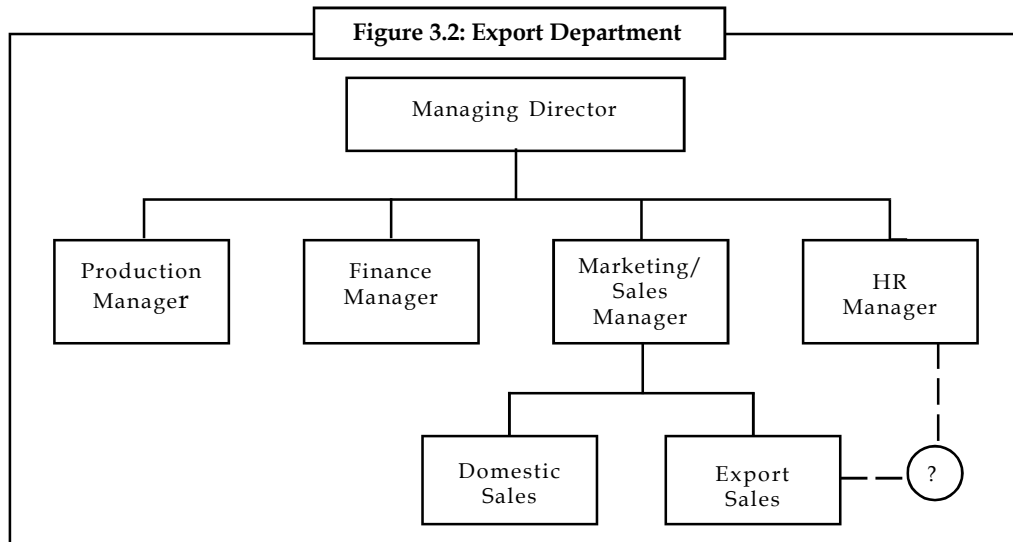 Figure 3.2: Export Department
Managing Director
Production
Manager
Finance
Manager
Marketing/
Sales
Manager
HR
Manager
Domestic
Sales
Export
Sales
?